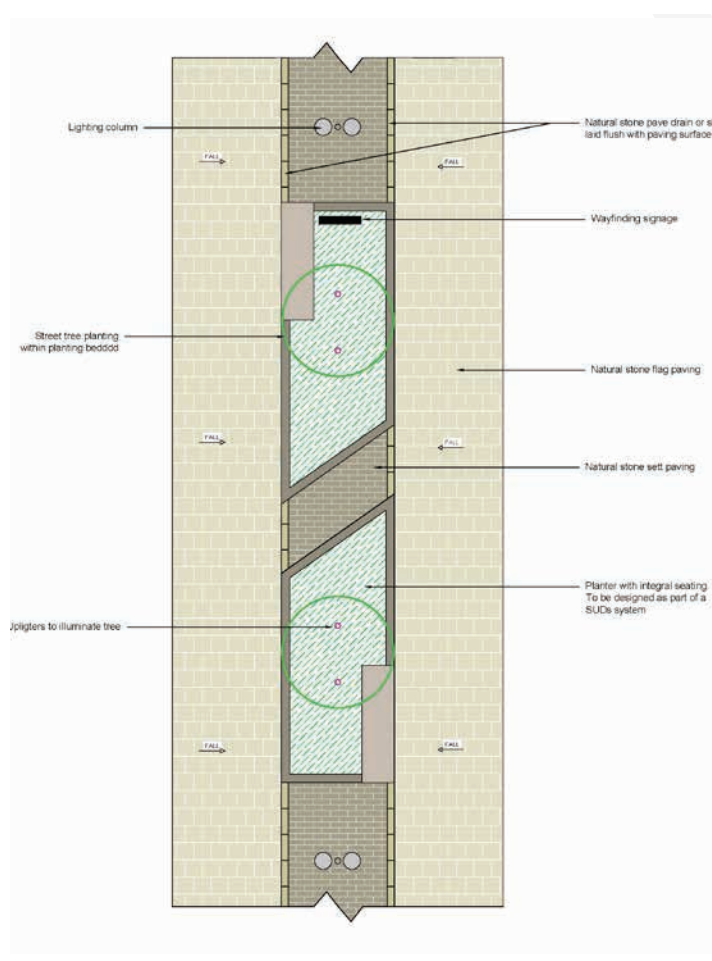 Lighting column
Natural stone pave drain or s
laid flush with paving surface
FALL
FALL
Wayfinding signage
Street tree planting
within planting bedddd
Natural stone flag paving
FALL
FALL
Natural stone sett paving
Planter with integral seating.
To be designed as part of a
SUDs system
Upligters to illuminate tree
FALL
FALL